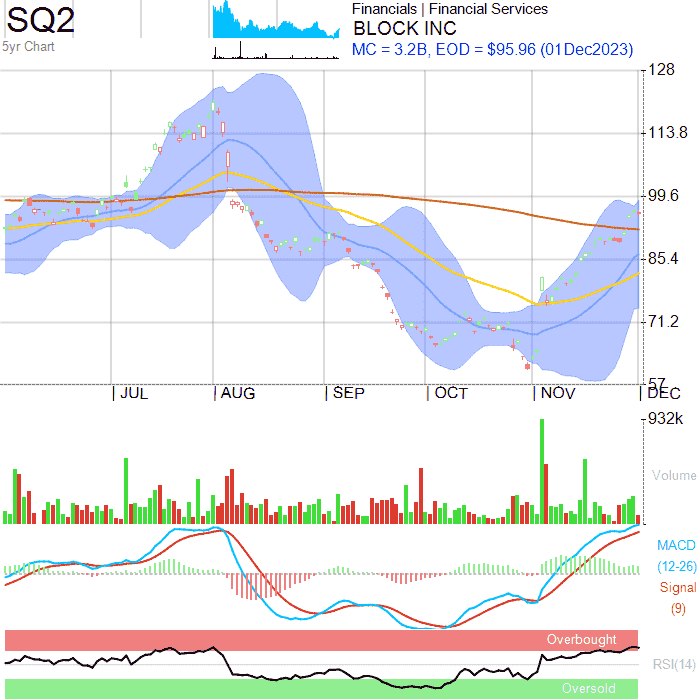 SQ2
5yr Chart
Financials | Financial Services
BLOCK INC
MC = 3.2B, EOD = $95.96 (01Dec2023)
128
113.8
99.6
85.4
71.2
57
JUL AUG SEP OCT NOV DEC
932k
Volume
MACD
(12-26)
Signal
(9)
Overbought
RSI(14)
Oversold